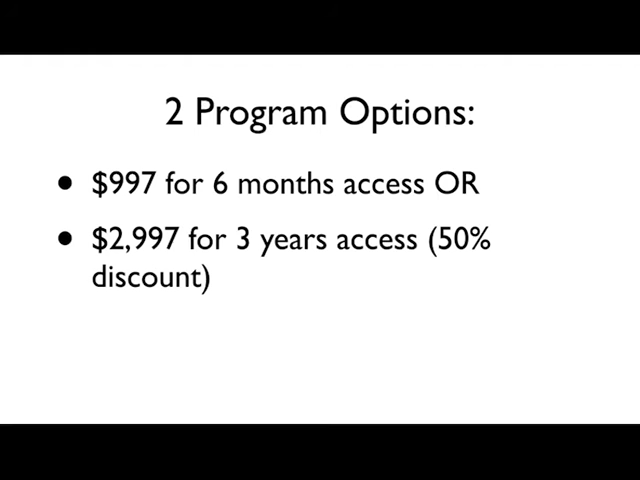 2 Program Options:
• $997 for 6 months access OR
• $2,997 for 3 years access (50%
discount)